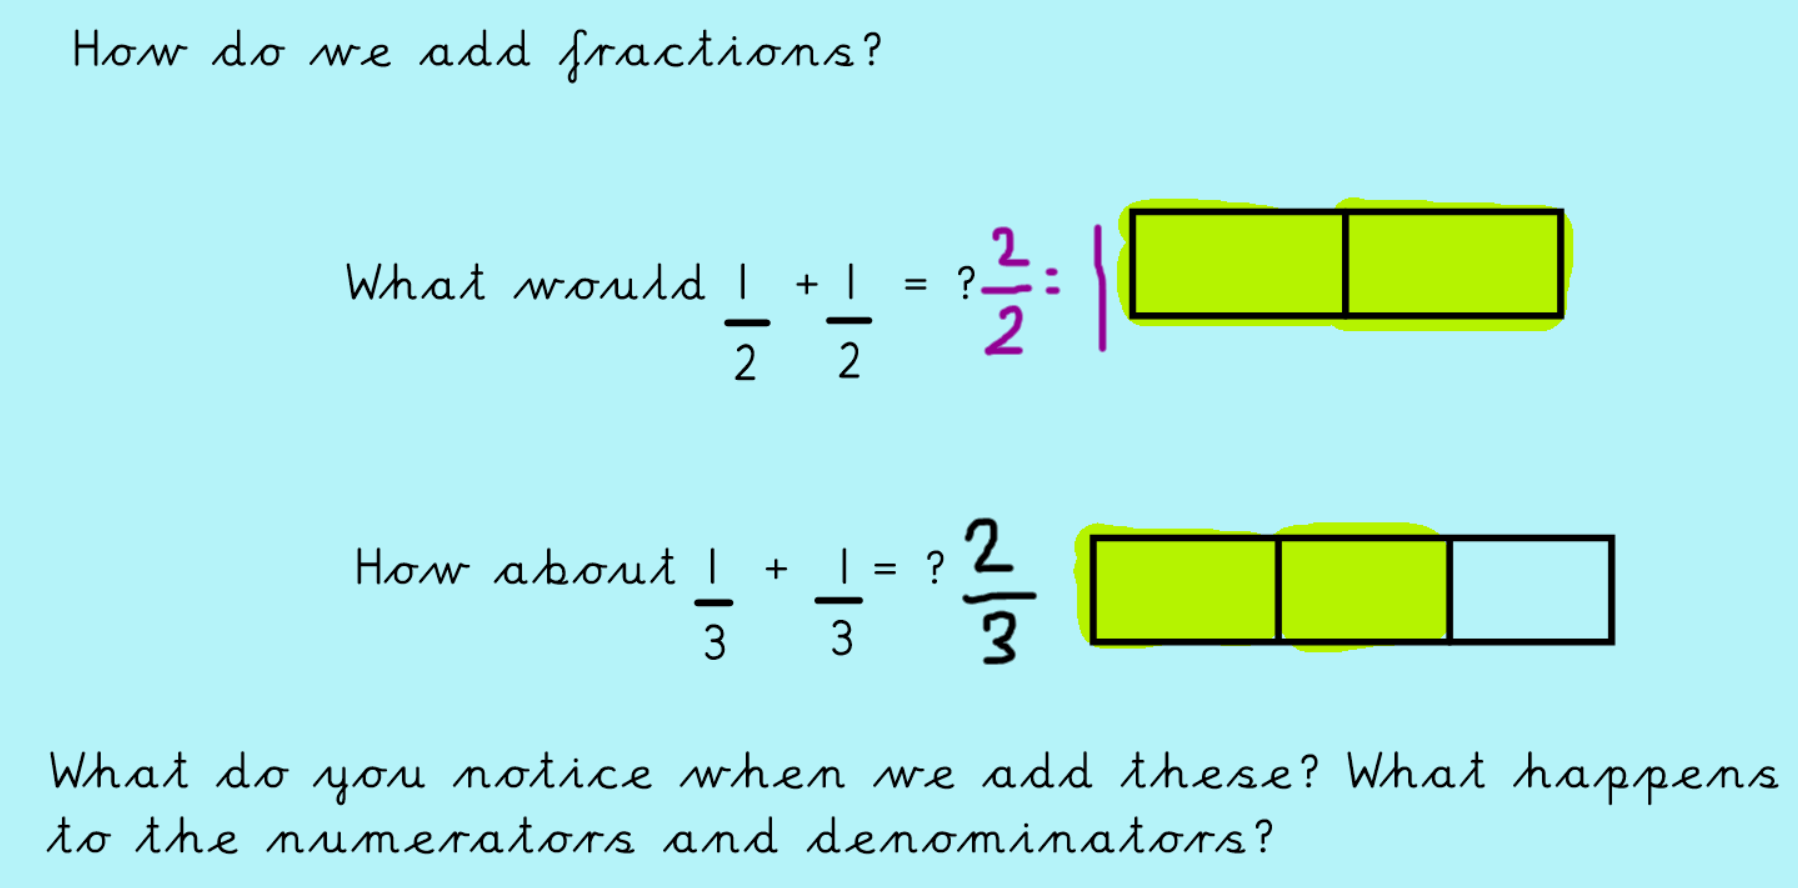 How do we add fractions?
What would 1/2 + 1/2 = ? 2/2 = 1
How about 1/3 + 1/3 = ? 2/3
What do you notice when we add these? What happens
to the numerators and denominators?